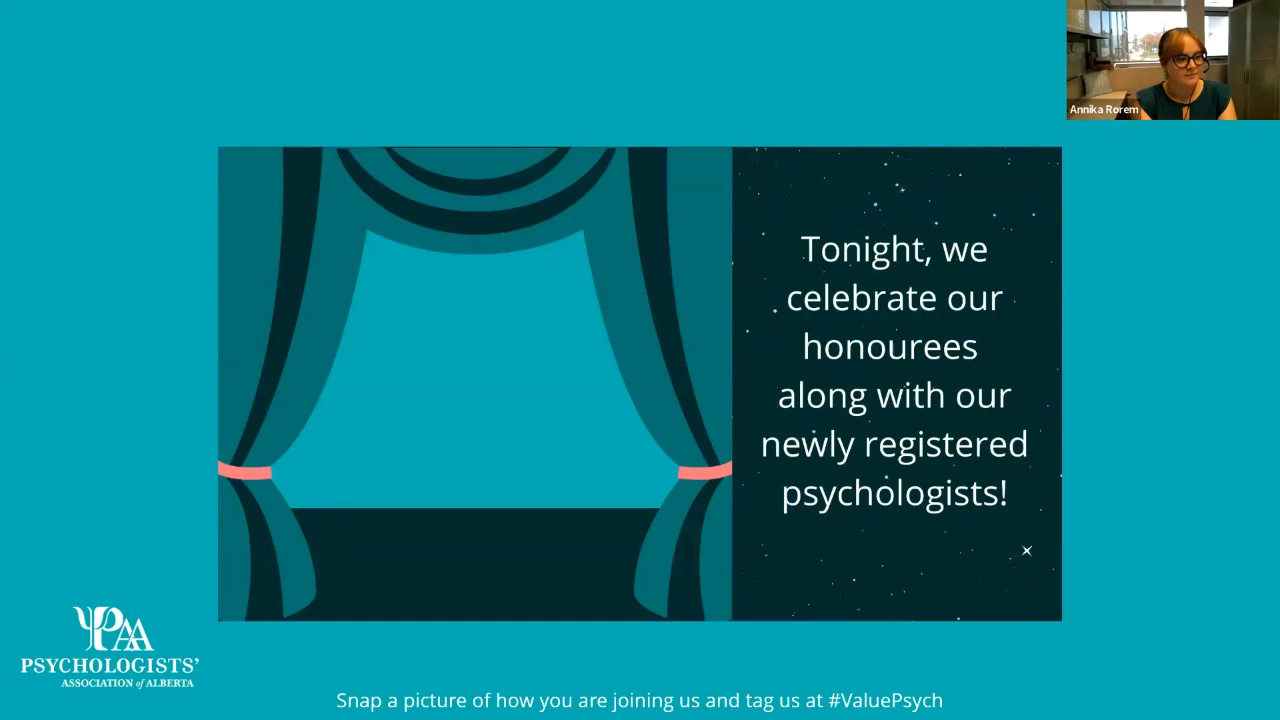 Annika Rorem
Tonight, we
celebrate our
honourees
along with our
newly registered
psychologists!
ΨPAA
PSYCHOLOGISTS'
ASSOCIATION of ALBERTA
Snap a picture of how you are joining us and tag us at #ValuePsych